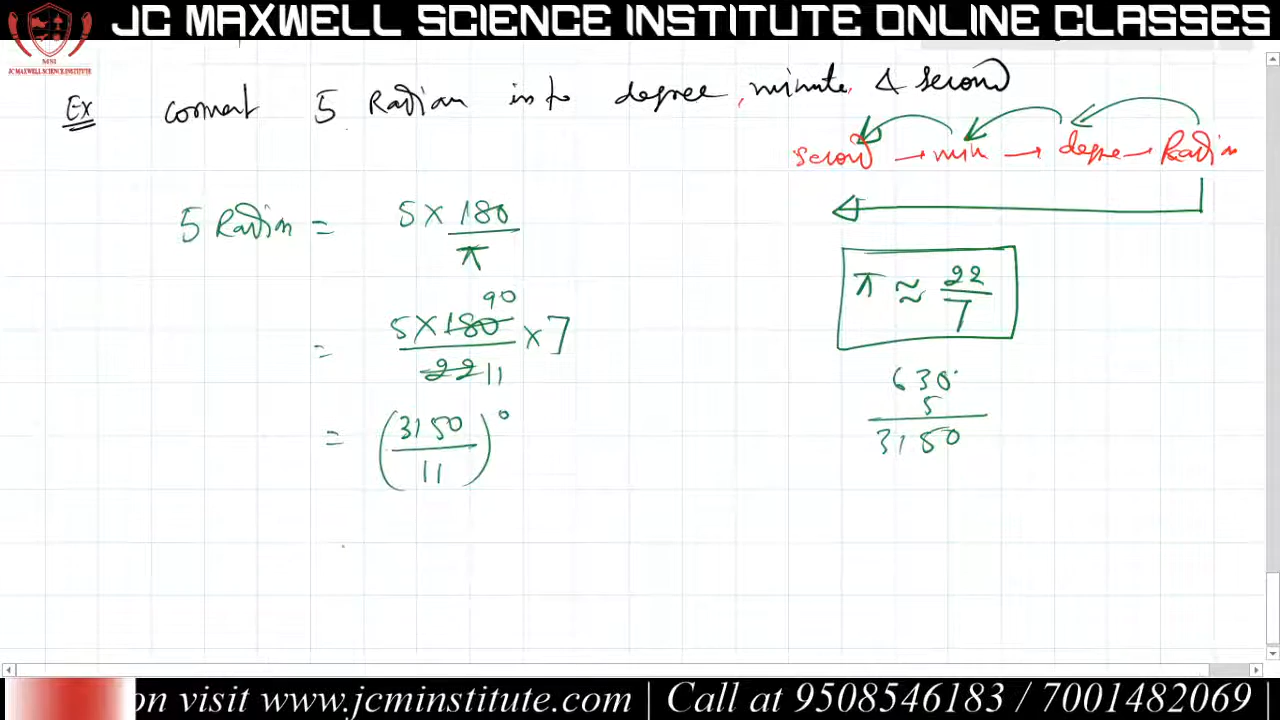 JC MAXWELL SCIENCE INSTITUTE ONLINE CLASSES
MSI
JC MAXWELL SCIENCE INSTITUTE
Ex convert 5 Radian into degree, minute, & second
second → min → degree → Radian
5 Radian = 5 × 180/π
π ≈ 22/7
= 5 × 180/22 × 7
90
11
= (3150/11)°
630
5
3150
on visit www.jcminstitute.com | Call at 9508546183 / 7001482069 |